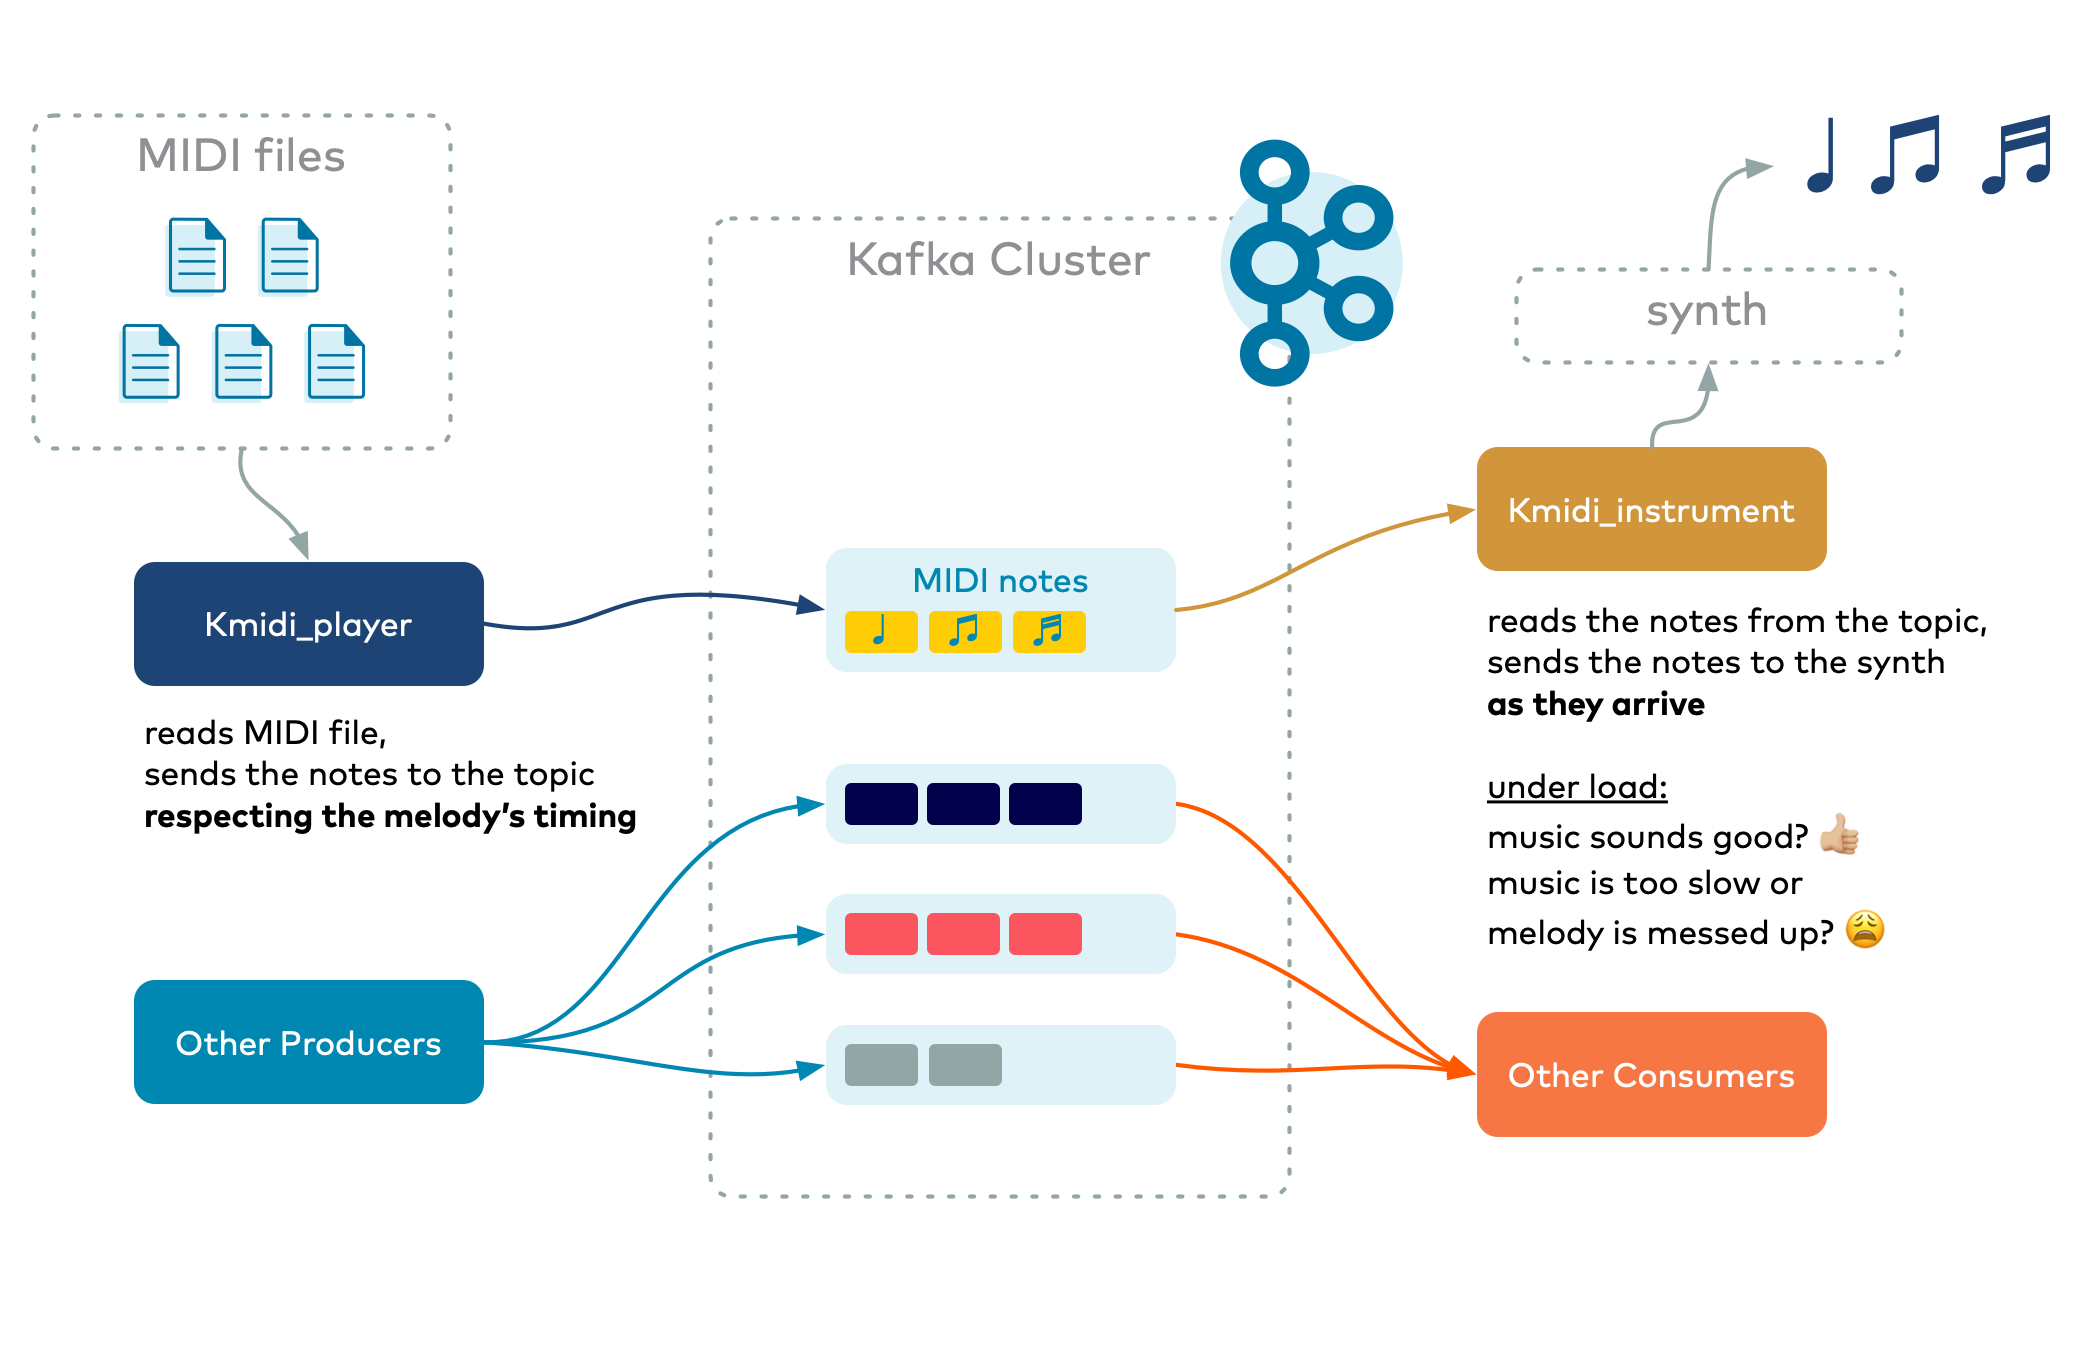 MIDI files
Kafka Cluster
synth
Kmidi_instrument
MIDI notes
Kmidi_player
reads the notes from the topic,
sends the notes to the synth
as they arrive
reads MIDI file,
sends the notes to the topic
respecting the melody’s timing
under load:
music sounds good?
music is too slow or
melody is messed up?
Other Producers
Other Consumers